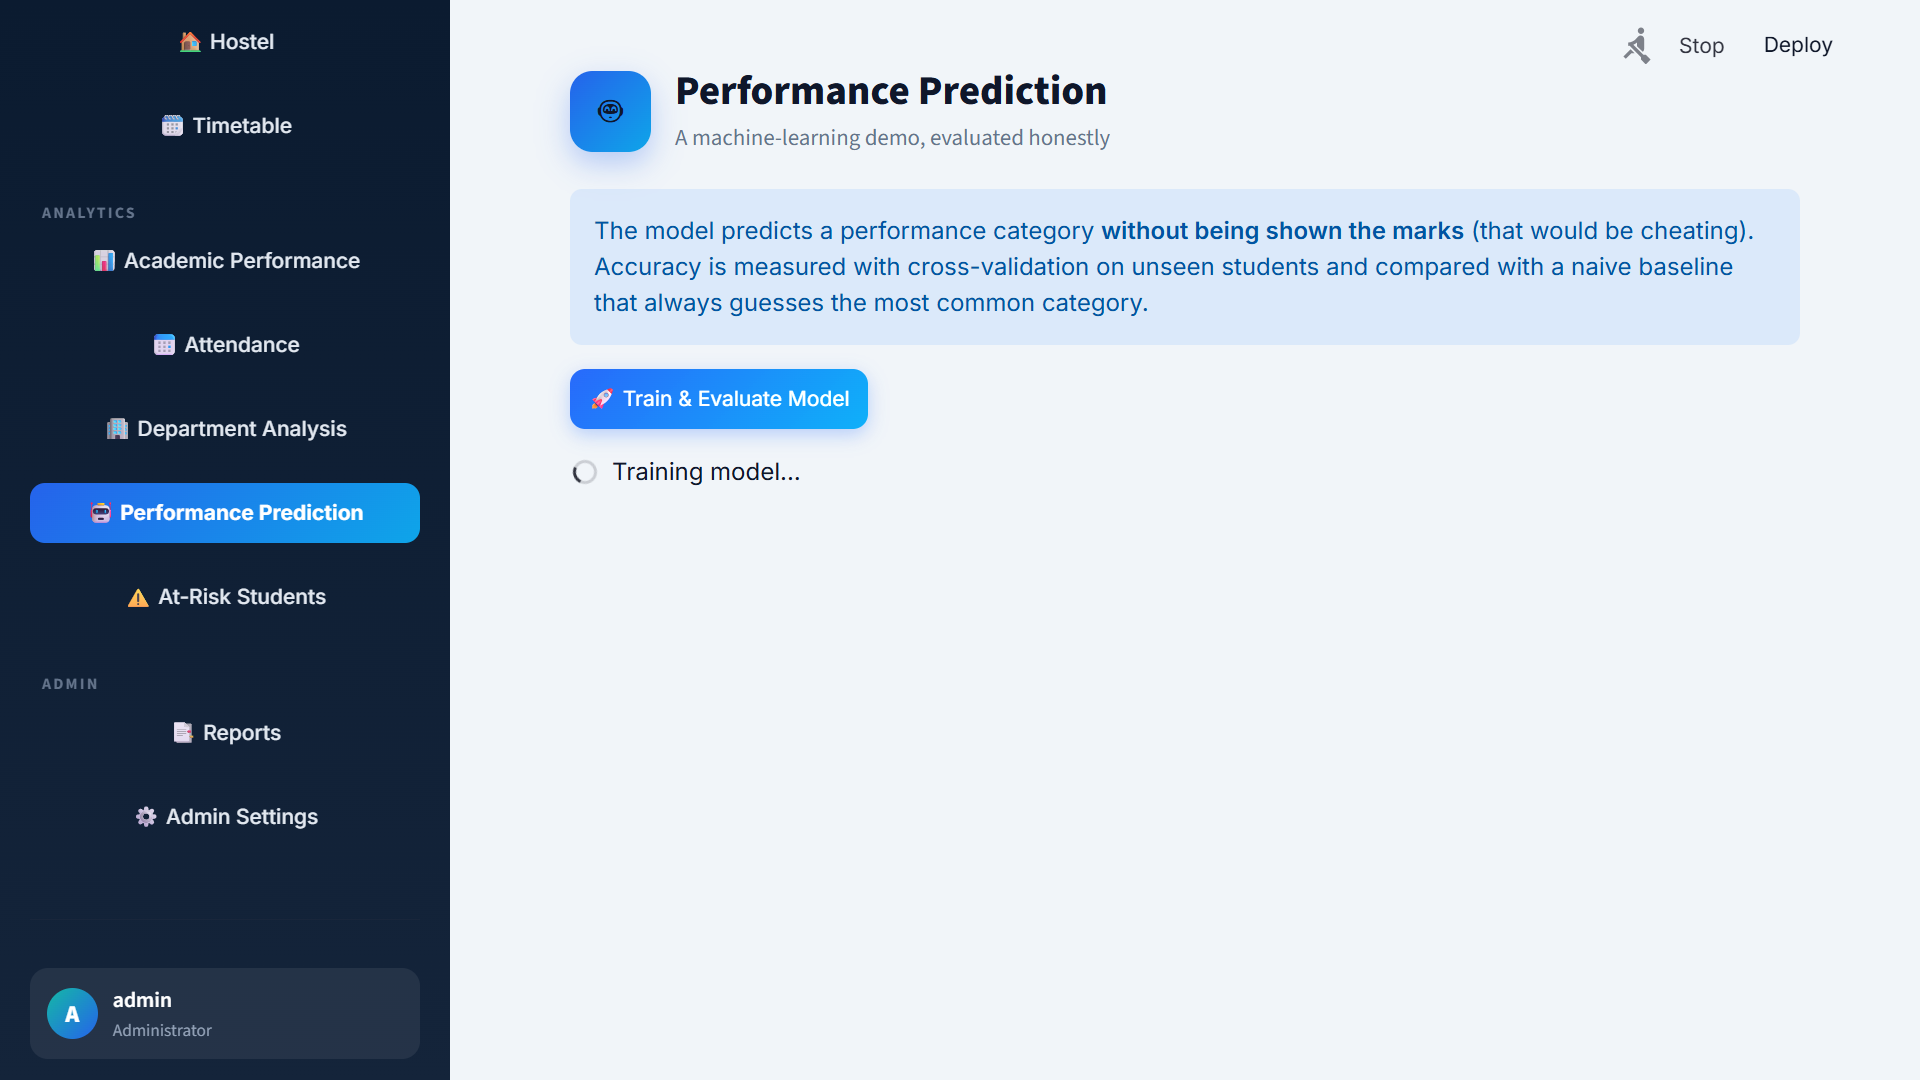 Hostel
Timetable
ANALYTICS
Academic Performance
Attendance
Department Analysis
Performance Prediction
At-Risk Students
ADMIN
Reports
Admin Settings
A
admin
Administrator
Stop
Deploy
Performance Prediction
A machine-learning demo, evaluated honestly
The model predicts a performance category without being shown the marks (that would be cheating).
Accuracy is measured with cross-validation on unseen students and compared with a naive baseline
that always guesses the most common category.
Train & Evaluate Model
Training model...